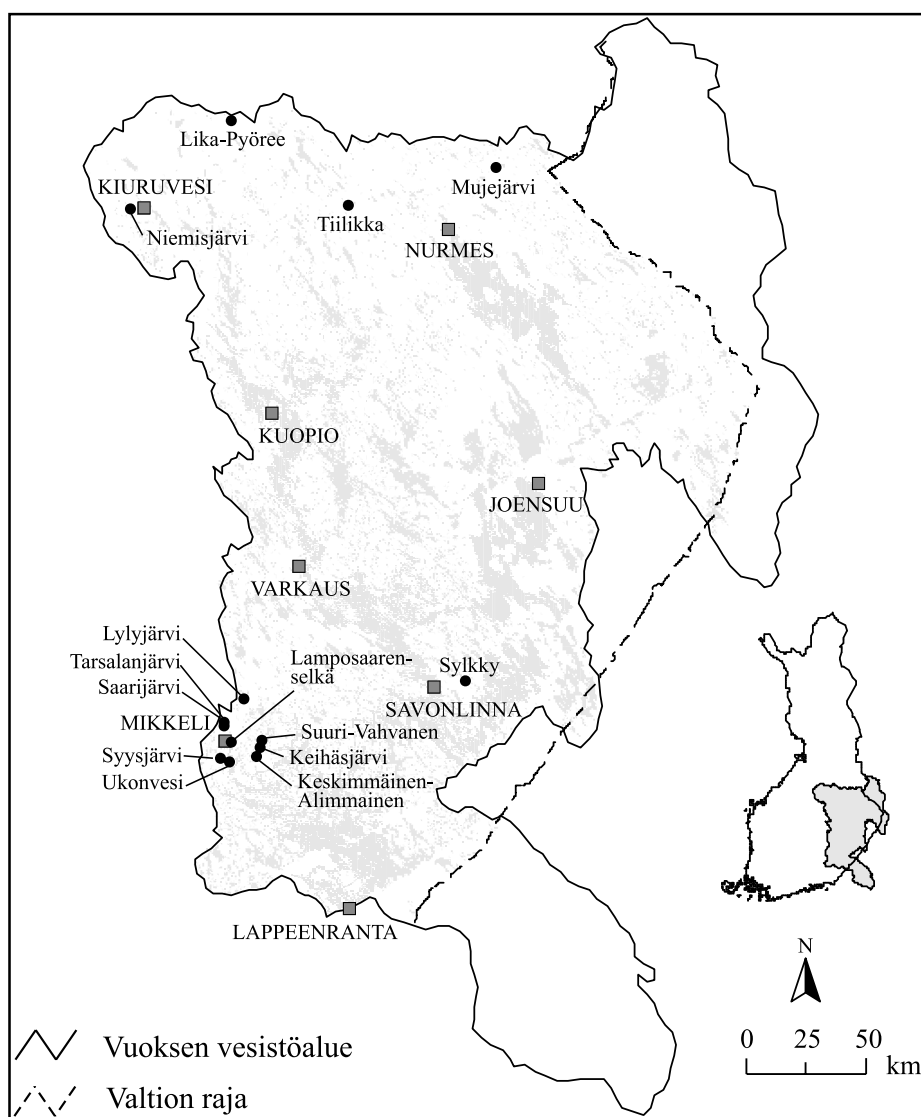 Lika-Pyöree
Mujejärvi
KIURUVESI
Tiilikka
Niemisjärvi
NURMES
KUOPIO
JOENSUU
VARKAUS
Lylyjärvi
Tarsalanjärvi
Saarijärvi
MIKKELI
Syysjärvi
Ukonvesi
Lamposaaren-
selkä
Sylkky
SAVONLINNA
Suuri-Vahvanen
Keihäsjärvi
Keskimmäinen-
Alimmainen
LAPPEENRANTA
N
0 25 50
km
Vuoksen vesistöalue
Valtion raja